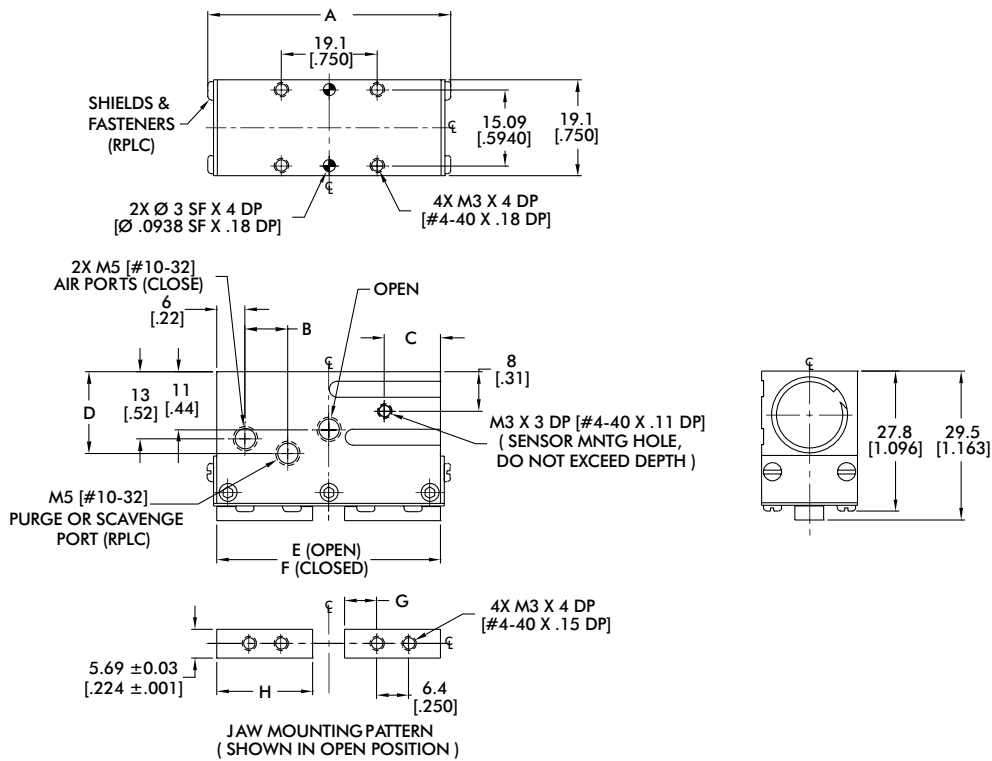 A
19.1
[.750]
SHIELDS &
FASTENERS
(RPLC)
15.09
[.5940]
19.1
[.750]
℄
℄
2X Ø 3 SF X 4 DP
[Ø .0938 SF X .18 DP]
4X M3 X 4 DP
[#4-40 X .18 DP]
2X M5 [#10-32]
AIR PORTS (CLOSE)
6
[.22]
B
OPEN
C
℄
8
[.31]
D
13
[.52]
11
[.44]
M3 X 3 DP [#4-40 X .11 DP]
( SENSOR MNTG HOLE,
DO NOT EXCEED DEPTH )
M5 [#10-32]
PURGE OR SCAVENGE
PORT (RPLC)
E (OPEN)
F (CLOSED)
℄
27.8
[1.096]
29.5
[1.163]
℄
G
4X M3 X 4 DP
[#4-40 X .15 DP]
℄
5.69 ±0.03
[.224 ±.001]
H
6.4
[.250]
JAW MOUNTING PATTERN
( SHOWN IN OPEN POSITION )